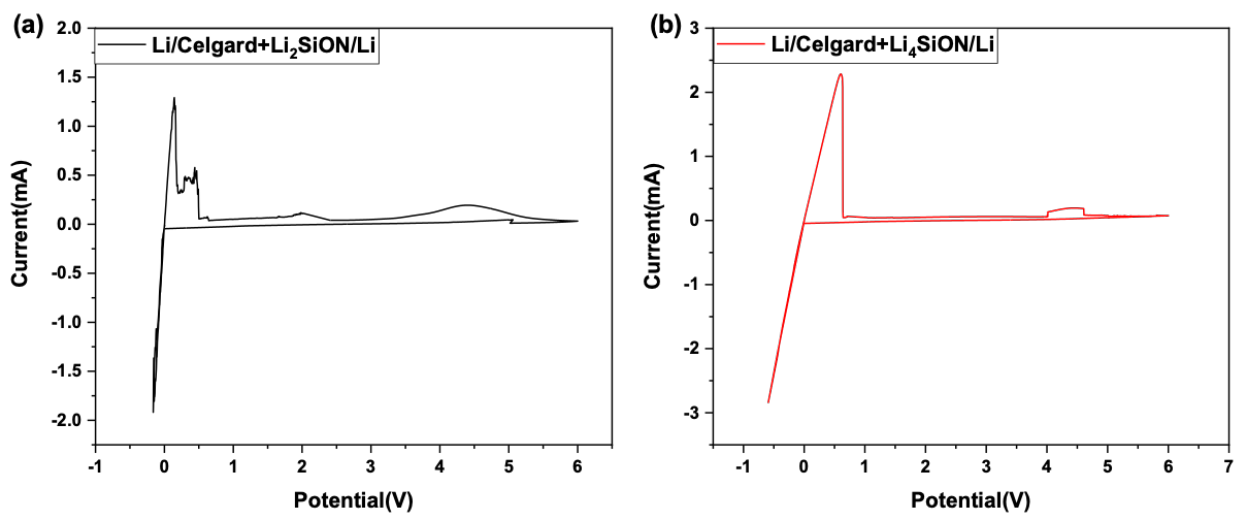 (a)
Li/Celgard+Li₂SiON/Li
Current(mA)
2.0
1.5
1.0
0.5
0.0
-0.5
-1.0
-1.5
-2.0
-1 0 1 2 3 4 5 6
Potential(V)
(b)
Li/Celgard+Li₄SiON/Li
Current(mA)
3
2
1
0
-1
-2
-3
-1 0 1 2 3 4 5 6 7
Potential(V)